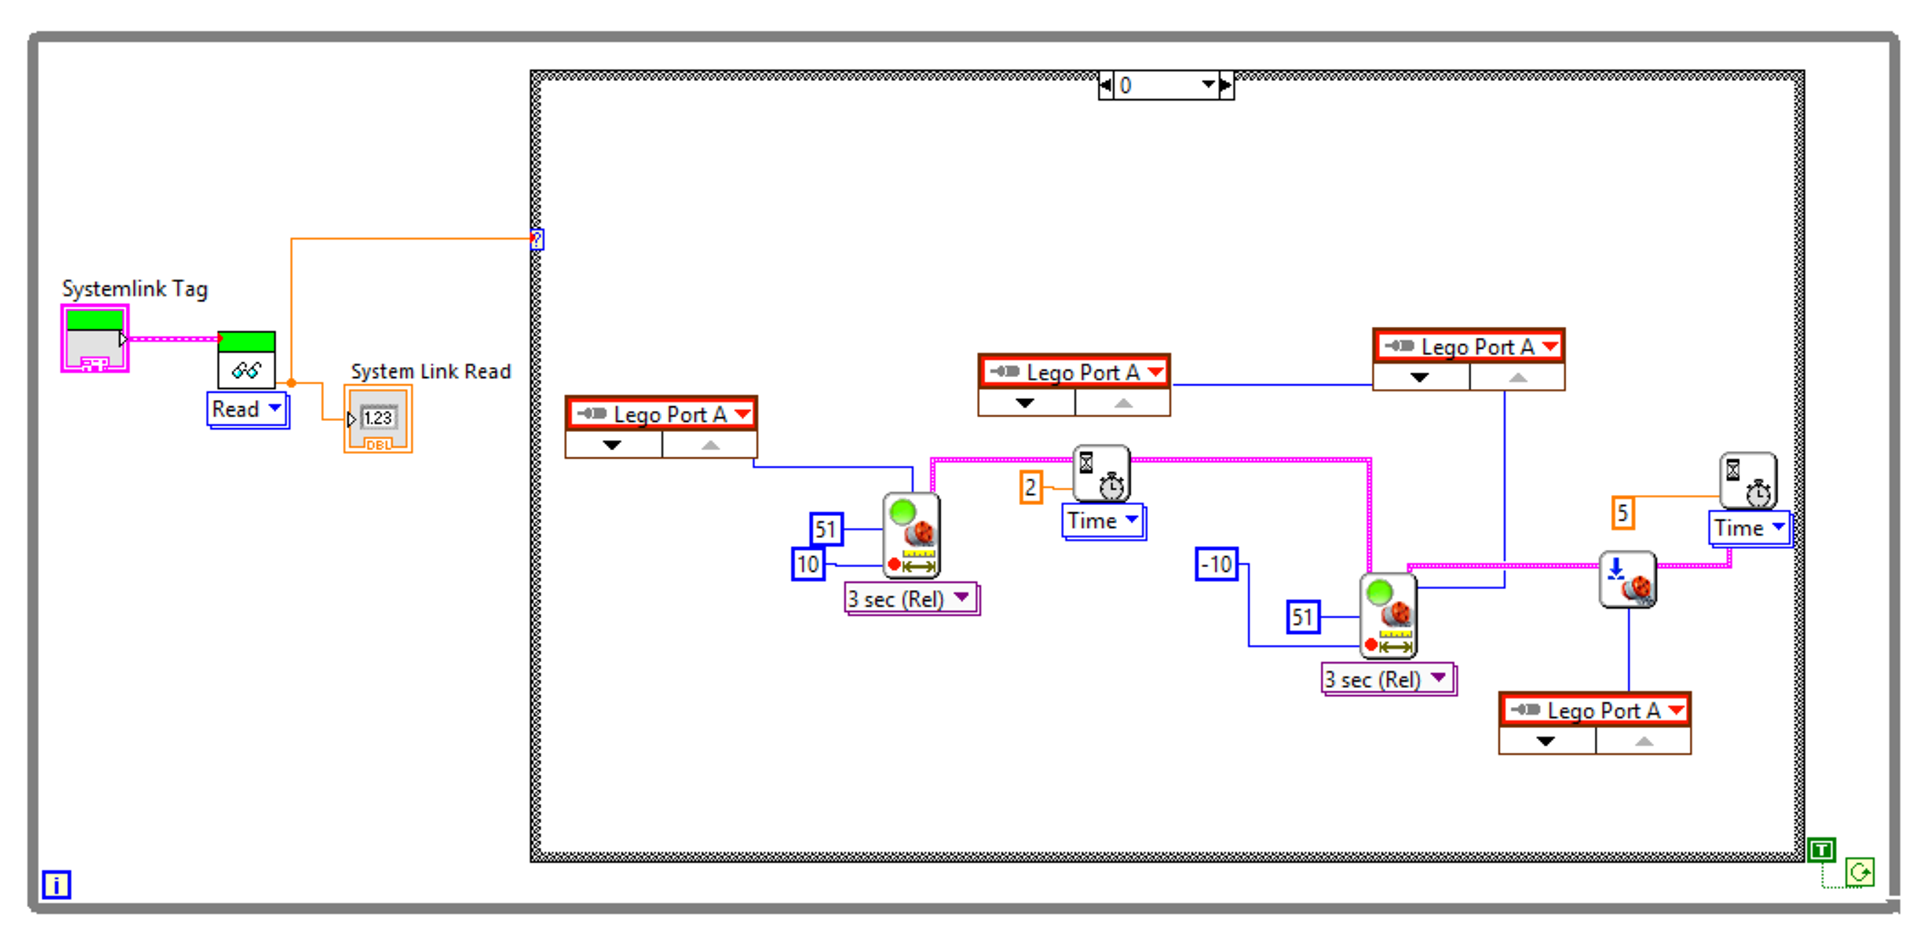 0
?
Systemlink Tag
Read
System Link Read
1.23
DBL
Lego Port A
Lego Port A
Lego Port A
51
10
3 sec (Rel)
2
Time
-10
51
3 sec (Rel)
5
Time
Lego Port A
T
i